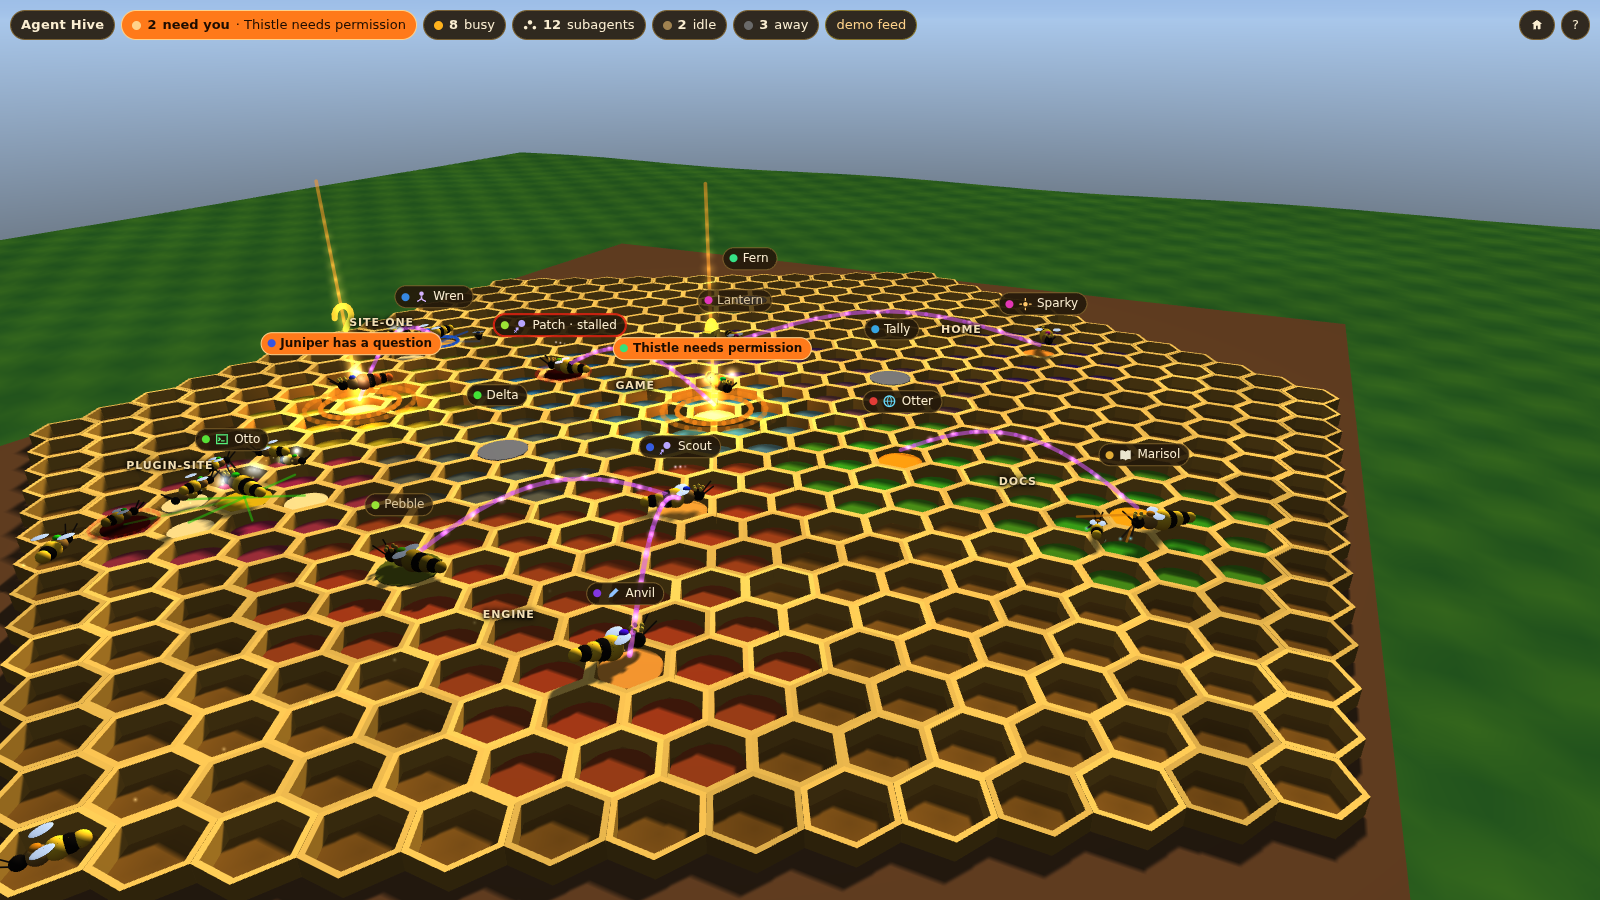 Agent Hive
2 need you · Thistle needs permission
8 busy
12 subagents
2 idle
3 away
demo feed
?
Fern
Wren
Lantern
Sparky
SITE-ONE
Patch · stalled
Tally
HOME
Juniper has a question
Thistle needs permission
GAME
Delta
Otter
Otto
Scout
Marisol
PLUGIN-SITE
DOCS
Pebble
Anvil
ENGINE